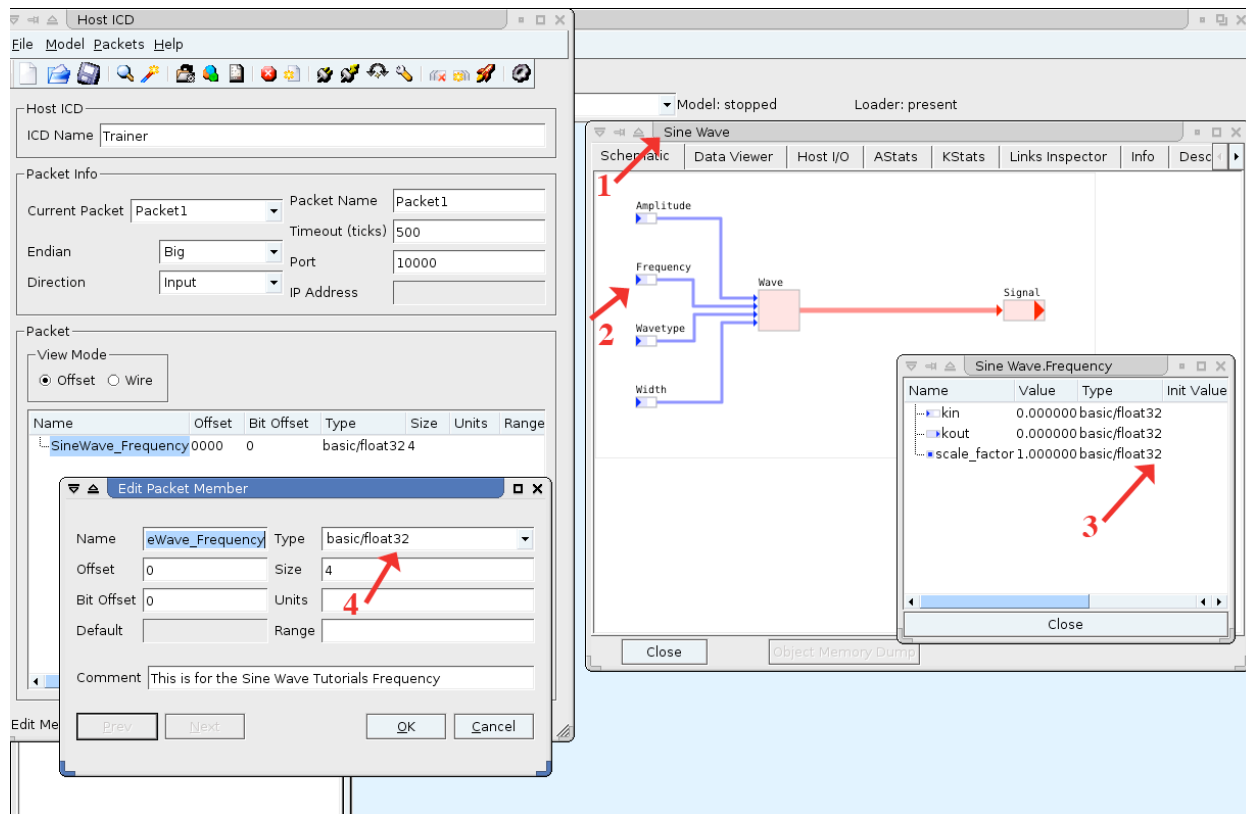 Host ICD
File Model Packets Help
Host ICD
ICD Name Trainer
Packet Info
Current Packet Packet1 Packet Name Packet1
Timeout (ticks) 500
Endian Big
Port 10000
Direction Input
IP Address
Packet
View Mode
Offset Wire
Name Offset Bit Offset Type Size Units Range
SineWave_Frequency 0000 0 basic/float32 4
Edit Packet Member
Name eWave_Frequency Type basic/float32
Offset 0 Size 4
Bit Offset 0 Units
4
Default Range
Comment This is for the Sine Wave Tutorials Frequency
Prev Next OK Cancel
Edit Me
Model: stopped Loader: present
Sine Wave
Schematic Data Viewer Host I/O AStats KStats Links Inspector Info Desc
1
Amplitude
Frequency
Wave
Signal
2
Wavetype
Width
Sine Wave.Frequency
Name Value Type Init Value
kin 0.000000 basic/float32
kout 0.000000 basic/float32
scale_factor 1.000000 basic/float32
3
Close
Close Object Memory Dump